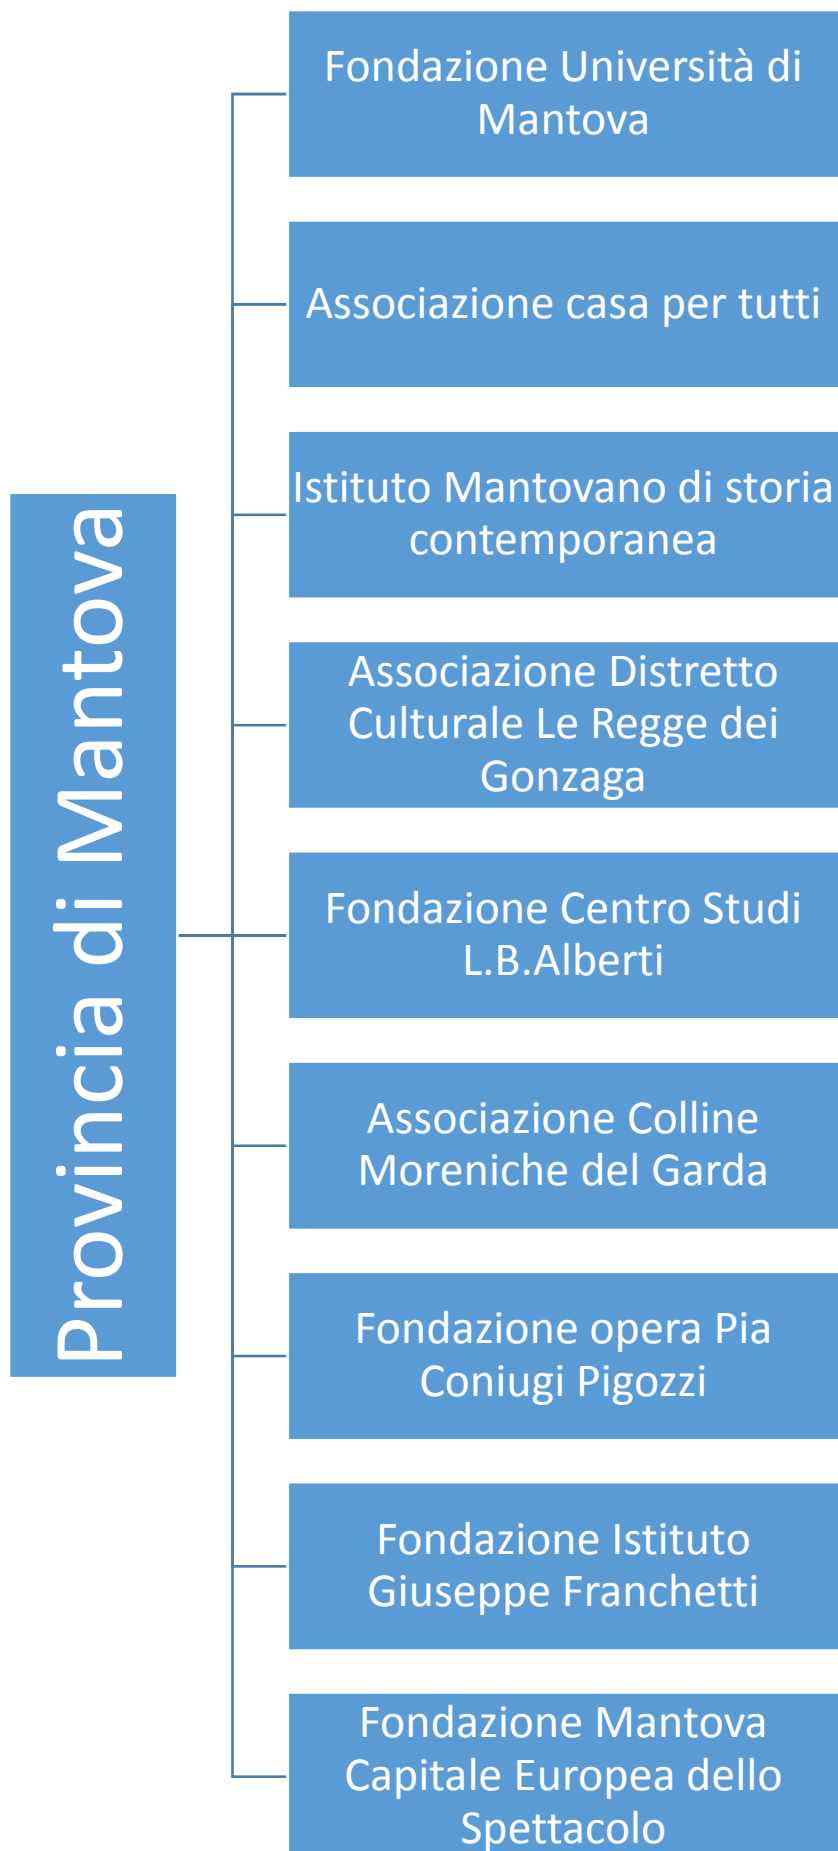 Provincia di Mantova
Fondazione Università di
Mantova
Associazione casa per tutti
Istituto Mantovano di storia
contemporanea
Associazione Distretto
Culturale Le Regge dei
Gonzaga
Fondazione Centro Studi
L.B.Alberti
Associazione Colline
Moreniche del Garda
Fondazione opera Pia
Coniugi Pigozzi
Fondazione Istituto
Giuseppe Franchetti
Fondazione Mantova
Capitale Europea dello
Spettacolo